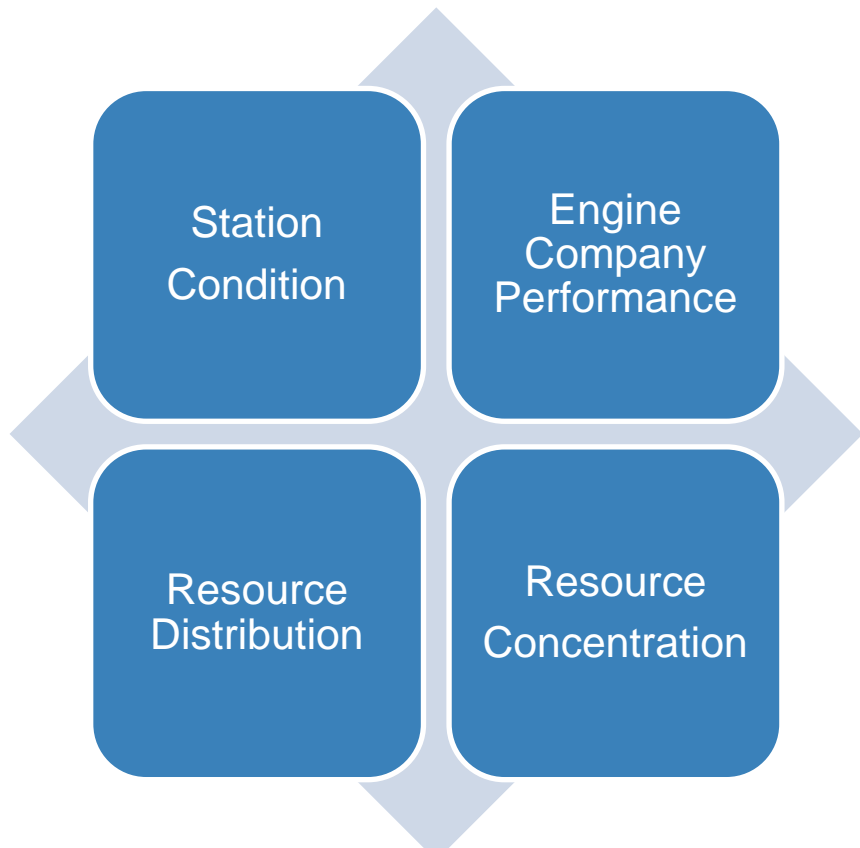 Station
Condition
Engine
Company
Performance
Resource
Distribution
Resource
Concentration